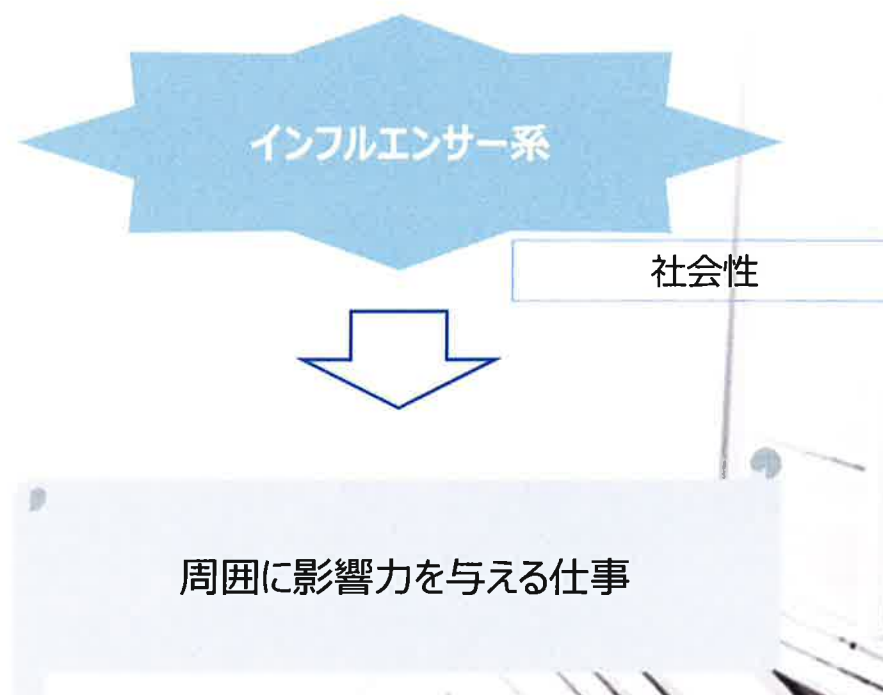 インフルエンサー系
社会性
周囲に影響力を与える仕事